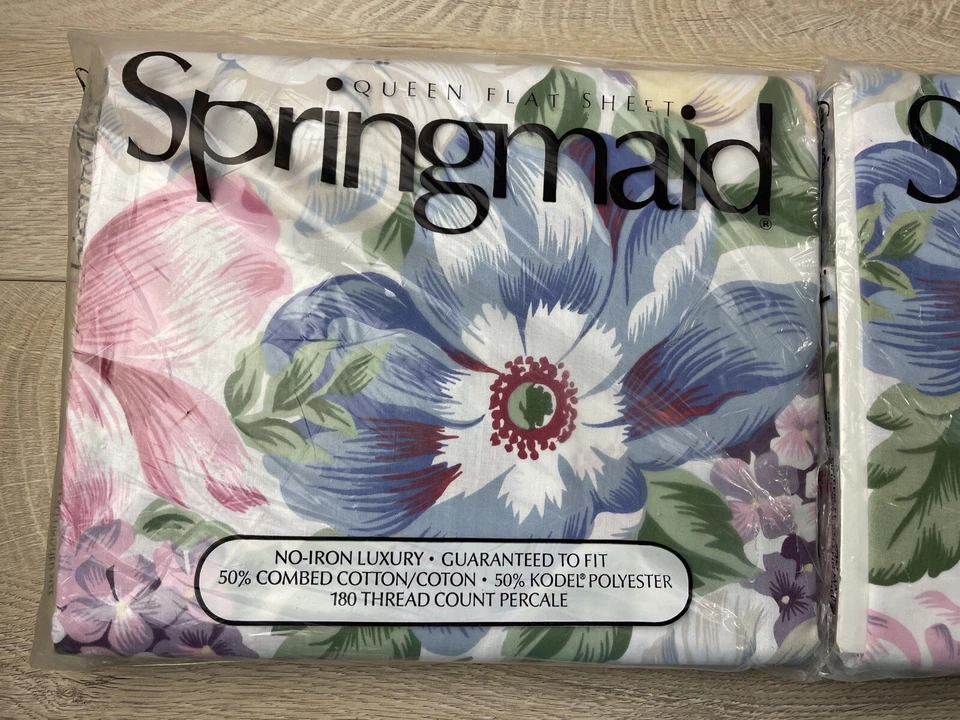 QUEEN FLAT SHEET
Springmaid®
NO-IRON LUXURY • GUARANTEED TO FIT
50% COMBED COTTON/COTON • 50% KODEL® POLYESTER
180 THREAD COUNT PERCALE
S